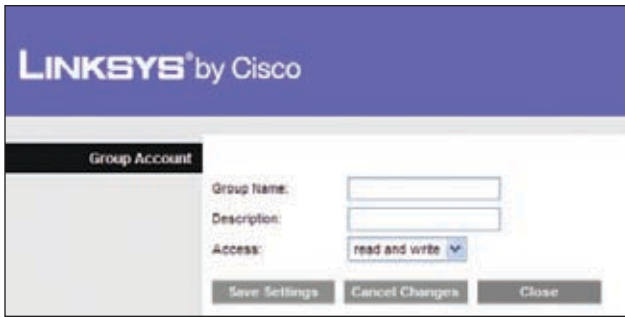 LINKSYS® by Cisco
Group Account
Group Name:
Description:
Access: read and write
Save Settings Cancel Changes Close